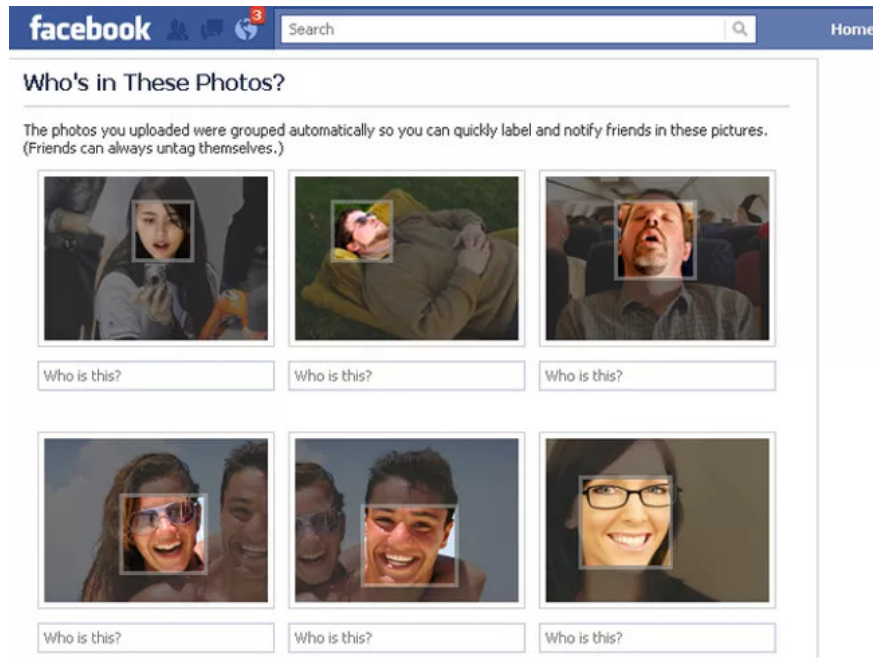 facebook 3 Search Home
Who's in These Photos?
The photos you uploaded were grouped automatically so you can quickly label and notify friends in these pictures.
(Friends can always untag themselves.)
Who is this? Who is this? Who is this?
Who is this? Who is this? Who is this?